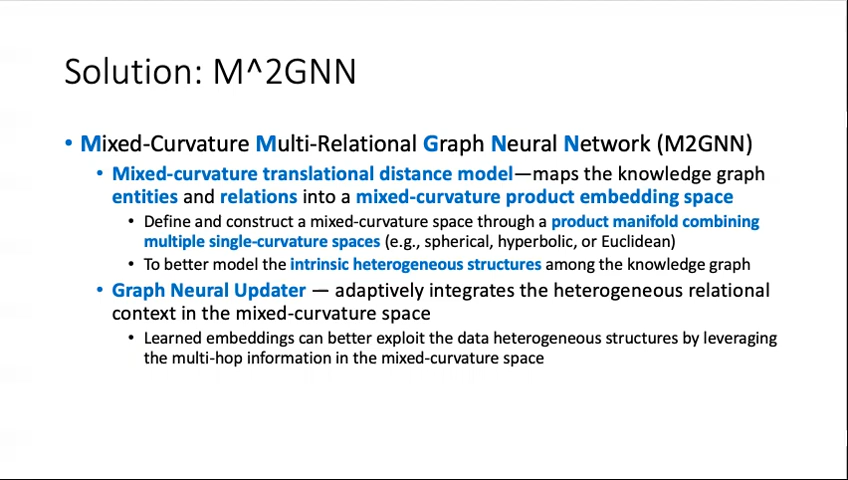 Solution: M^2GNN
• Mixed-Curvature Multi-Relational Graph Neural Network (M2GNN)
• Mixed-curvature translational distance model—maps the knowledge graph
entities and relations into a mixed-curvature product embedding space
• Define and construct a mixed-curvature space through a product manifold combining
multiple single-curvature spaces (e.g., spherical, hyperbolic, or Euclidean)
• To better model the intrinsic heterogeneous structures among the knowledge graph
• Graph Neural Updater — adaptively integrates the heterogeneous relational
context in the mixed-curvature space
• Learned embeddings can better exploit the data heterogeneous structures by leveraging
the multi-hop information in the mixed-curvature space